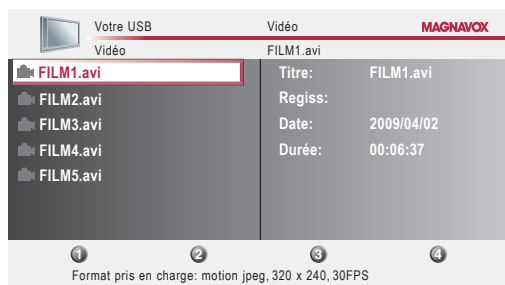 Votre USB Vidéo MAGNAVOX
Vidéo FILM1.avi
FILM1.avi Titre: FILM1.avi
FILM2.avi Regiss:
FILM3.avi Date: 2009/04/02
FILM4.avi Durée: 00:06:37
FILM5.avi
1 2 3 4
Format pris en charge: motion jpeg, 320 x 240, 30FPS